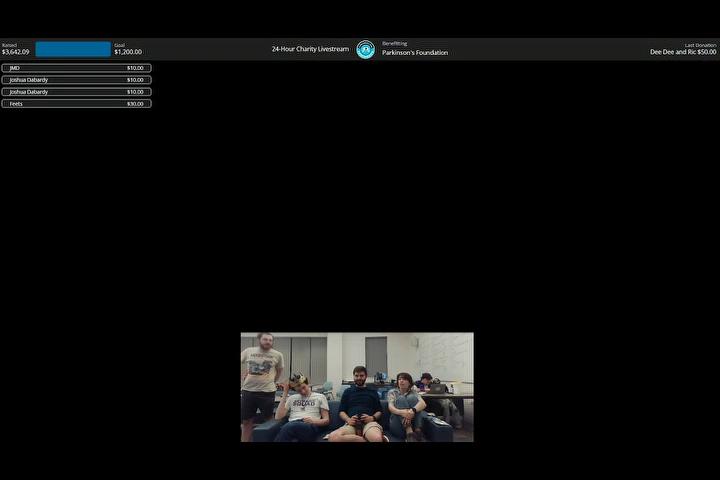 Raised
$3,642.09
Goal
$1,200.00
24-Hour Charity Livestream
Benefitting
Parkinson's Foundation
Last Donation
Dee Dee and Ric $50.00
JMD $10.00
Joshua Dabardy $10.00
Joshua Dabardy $10.00
Feets $30.00